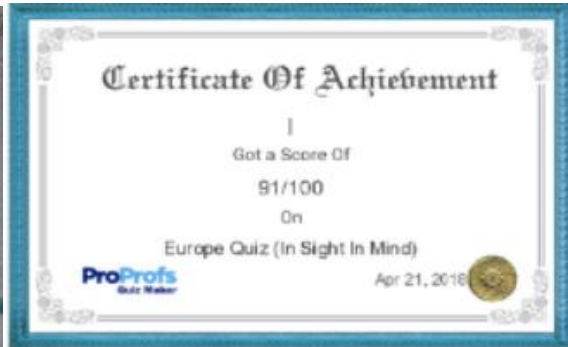 Certificate Of Achievement
Got a Score Of
91/100
On
Europe Quiz (In Sight In Mind)
ProProfs
Quiz Maker
Apr 21, 2018